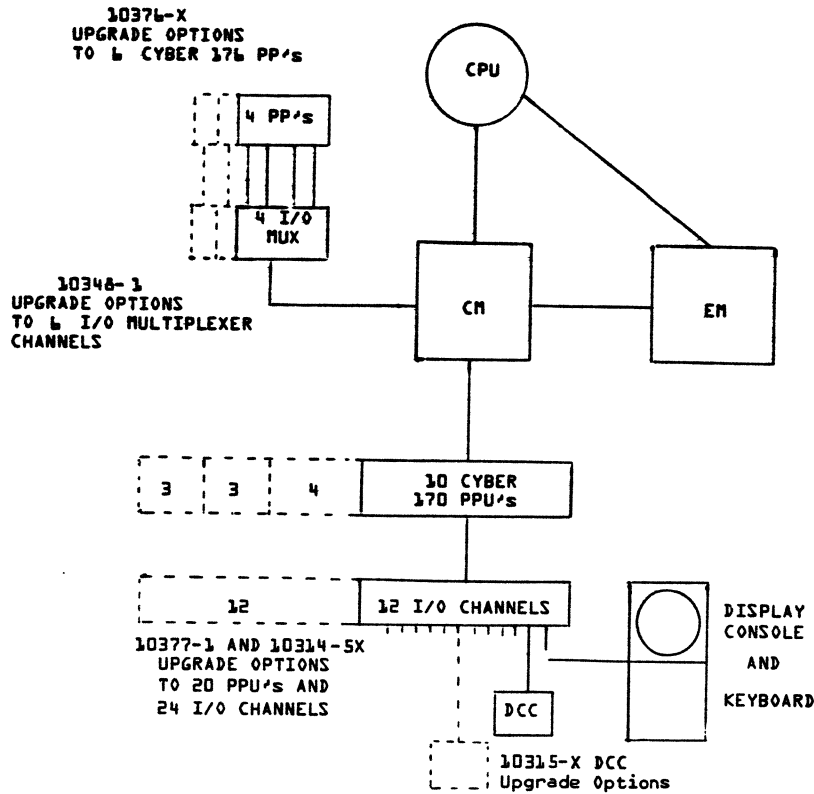 10376-X
UPGRADE OPTIONS
TO 6 CYBER 176 PP's
CPU
4 PP's
4 I/O
MUX
10348-1
UPGRADE OPTIONS
TO 6 I/O MULTIPLEXER
CHANNELS
CM
EM
3
3
4
10 CYBER
170 PPU's
12
12 I/O CHANNELS
10377-1 AND 10314-5X
UPGRADE OPTIONS
TO 20 PPU's AND
24 I/O CHANNELS
DISPLAY
CONSOLE
AND
KEYBOARD
DCC
10315-X DCC
Upgrade Options